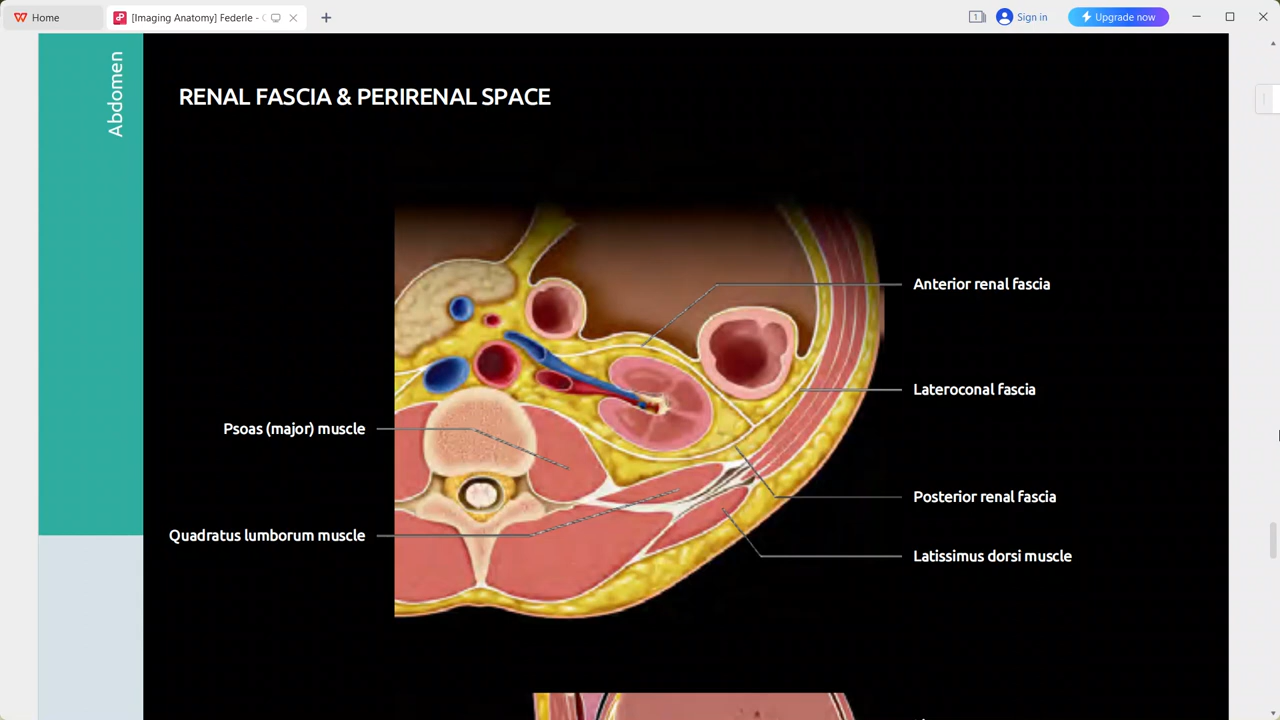 Home
[Imaging Anatomy] Federle -
1
Sign in
Upgrade now
Abdomen
RENAL FASCIA & PERIRENAL SPACE
Anterior renal fascia
Lateroconal fascia
Psoas (major) muscle
Posterior renal fascia
Quadratus lumborum muscle
Latissimus dorsi muscle